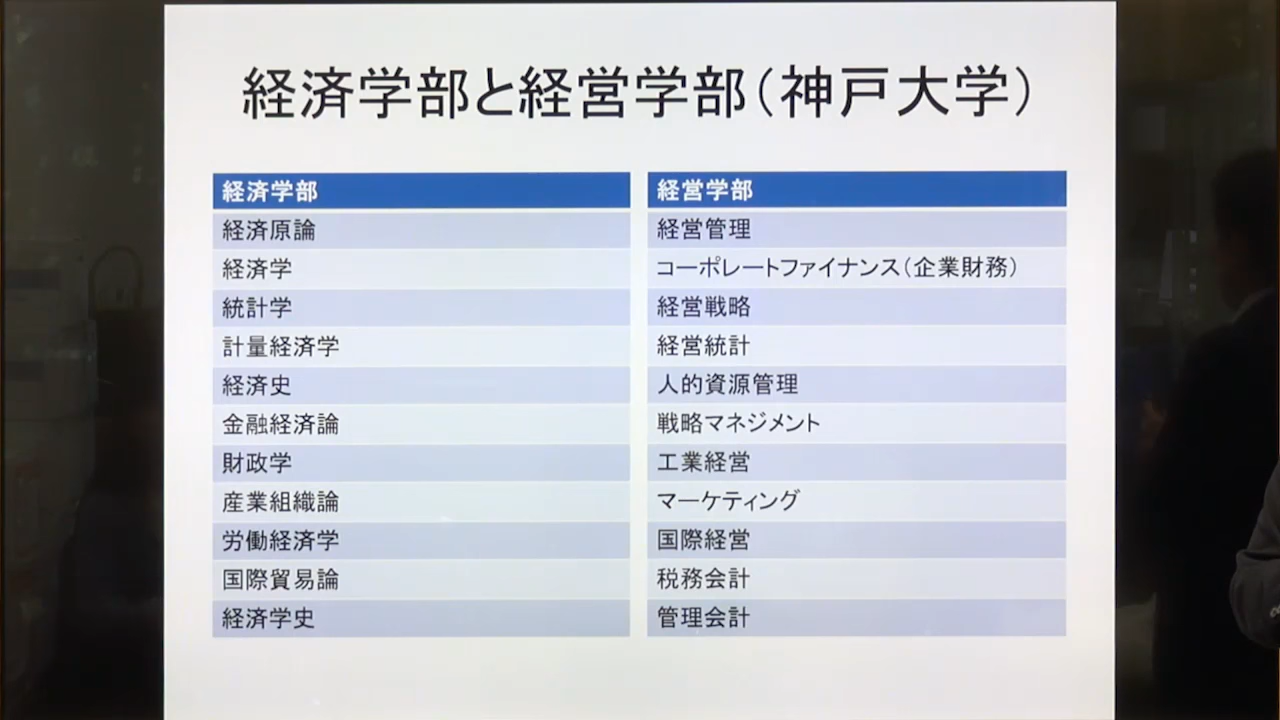 経済学部と経営学部（神戸大学）
経済学部
経済原論
経済学
統計学
計量経済学
経済史
金融経済論
財政学
産業組織論
労働経済学
国際貿易論
経済学史
経営学部
経営管理
コーポレートファイナンス（企業財務）
経営戦略
経営統計
人的資源管理
戦略マネジメント
工業経営
マーケティング
国際経営
税務会計
管理会計